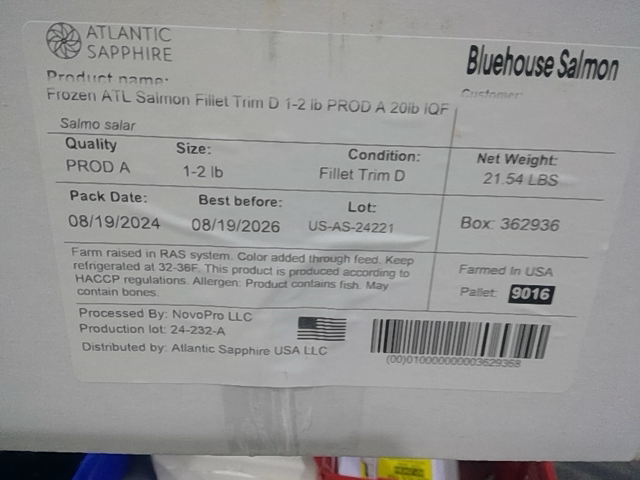 ATLANTIC
SAPPHIRE
Bluehouse Salmon
Product name:
Customer:
Frozen ATL Salmon Fillet Trim D 1-2 lb PROD A 20lb IQF
Salmo salar
Quality
PROD A
Size:
1-2 lb
Condition:
Fillet Trim D
Net Weight:
21.54 LBS
Pack Date:
08/19/2024
Best before:
08/19/2026
Lot:
US-AS-24221
Box: 362936
Farm raised in RAS system. Color added through feed. Keep
refrigerated at 32-36F. This product is produced according to
HACCP regulations. Allergen: Product contains fish. May
contain bones.
Farmed In USA
Pallet: 9016
Processed By: NovoPro LLC
Production lot: 24-232-A
Distributed by: Atlantic Sapphire USA LLC
(00)010000000003629368